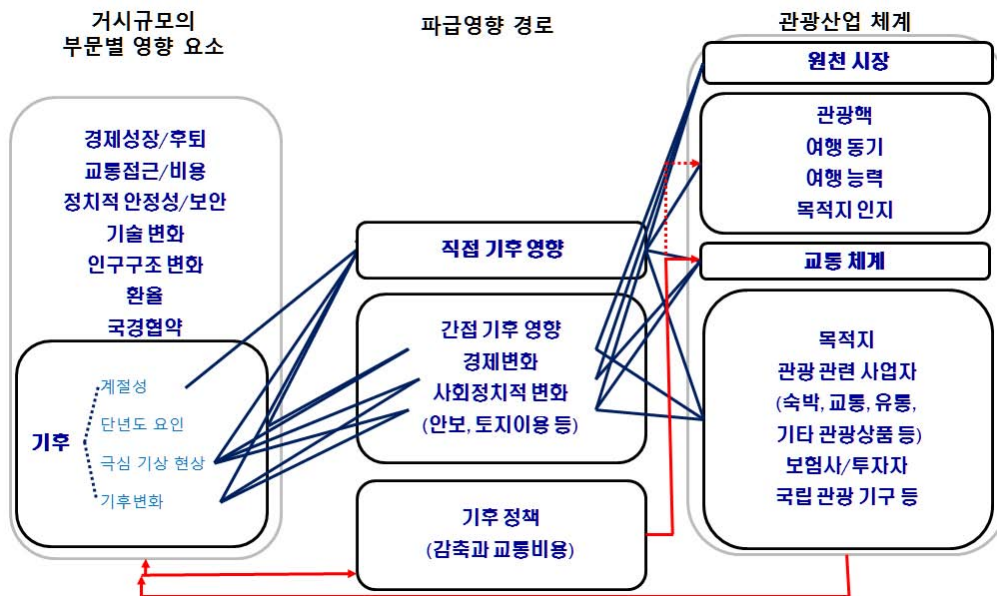 거시규모의
부문별 영향 요소
경제성장/후퇴
교통접근/비용
정치적 안정성/보안
기술 변화
인구구조 변화
환율
국경협약
기후
계절성
단년도 요인
극심 기상 현상
기후변화
파급영향 경로
직접 기후 영향
간접 기후 영향
경제변화
사회정치적 변화
(안보, 토지이용 등)
기후 정책
(감축과 교통비용)
관광산업 체계
원천 시장
관광핵
여행 동기
여행 능력
목적지 인지
교통 체계
목적지
관광 관련 사업자
(숙박, 교통, 유통,
기타 관광상품 등)
보험사/투자자
국립 관광 기구 등